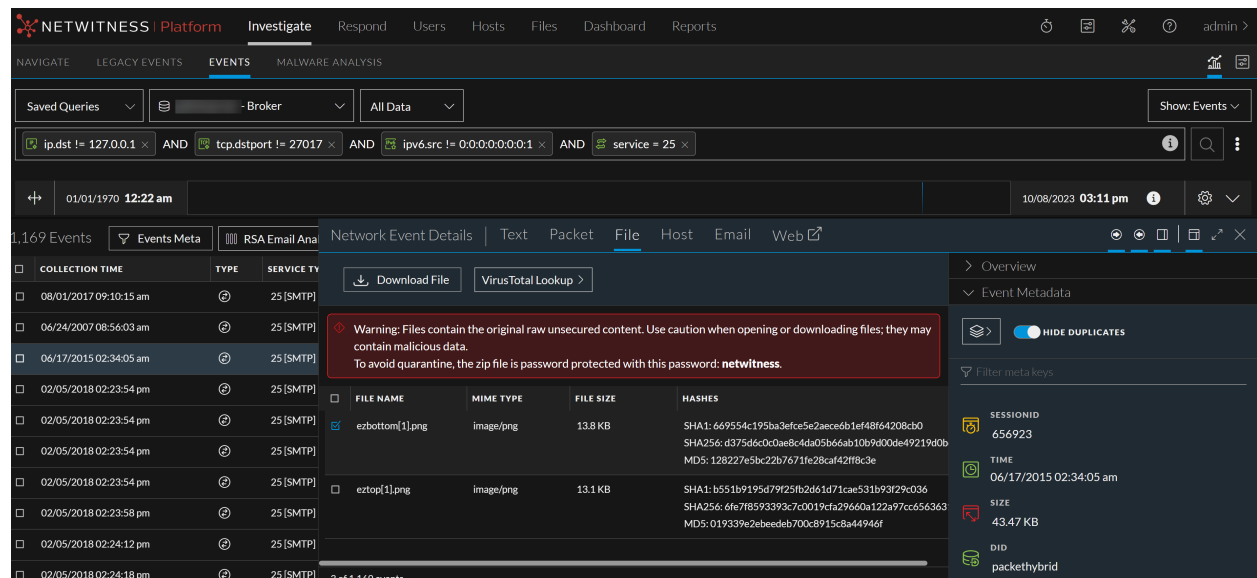 NETWITNESS Platform Investigate Respond Users Hosts Files Dashboard Reports admin >
NAVIGATE LEGACY EVENTS EVENTS MALWARE ANALYSIS
Saved Queries - Broker All Data Show: Events
ip.dst != 127.0.0.1 × AND tcp.dstport != 27017 × AND ipv6.src != 0:0:0:0:0:0:0:1 × AND service = 25 ×
01/01/1970 12:22 am 10/08/2023 03:11 pm
1,169 Events Events Meta RSA Email Anal Network Event Details Text Packet File Host Email Web
COLLECTION TIME TYPE SERVICE TY
Download File VirusTotal Lookup >
Overview
Event Metadata
08/01/2017 09:10:15 am 25 [SMTP]
06/24/2007 08:56:03 am 25 [SMTP]
06/17/2015 02:34:05 am 25 [SMTP]
02/05/2018 02:23:54 pm 25 [SMTP]
02/05/2018 02:23:54 pm 25 [SMTP]
02/05/2018 02:23:54 pm 25 [SMTP]
02/05/2018 02:23:54 pm 25 [SMTP]
02/05/2018 02:23:58 pm 25 [SMTP]
02/05/2018 02:24:12 pm 25 [SMTP]
02/05/2018 02:24:18 pm 25 [SMTP]
Warning: Files contain the original raw unsecured content. Use caution when opening or downloading files; they may
contain malicious data.
To avoid quarantine, the zip file is password protected with this password: netwitness.
FILE NAME MIME TYPE FILE SIZE HASHES
ezbottom[1].png image/png 13.8 KB SHA1: 669554c195ba3efce5e2aece6b1ef48f64208cb0
SHA256: d375d6c0c0ae8c4da05b66ab10b9d00de49219d0b
MD5: 128227e5bc22b7671fe28caf42ff8c3e
eztop[1].png image/png 13.1 KB SHA1: b551b9195d79f25fb2d61d71cae531b93f29c036
SHA256: 6fe7f8593393c7c0019cfa29660a122a97cc656363
MD5: 019339e2ebeedeb700c8915c8a44946f
HIDE DUPLICATES
Filter meta keys
SESSIONID
656923
TIME
06/17/2015 02:34:05 am
SIZE
43.47 KB
DID
packethybrid